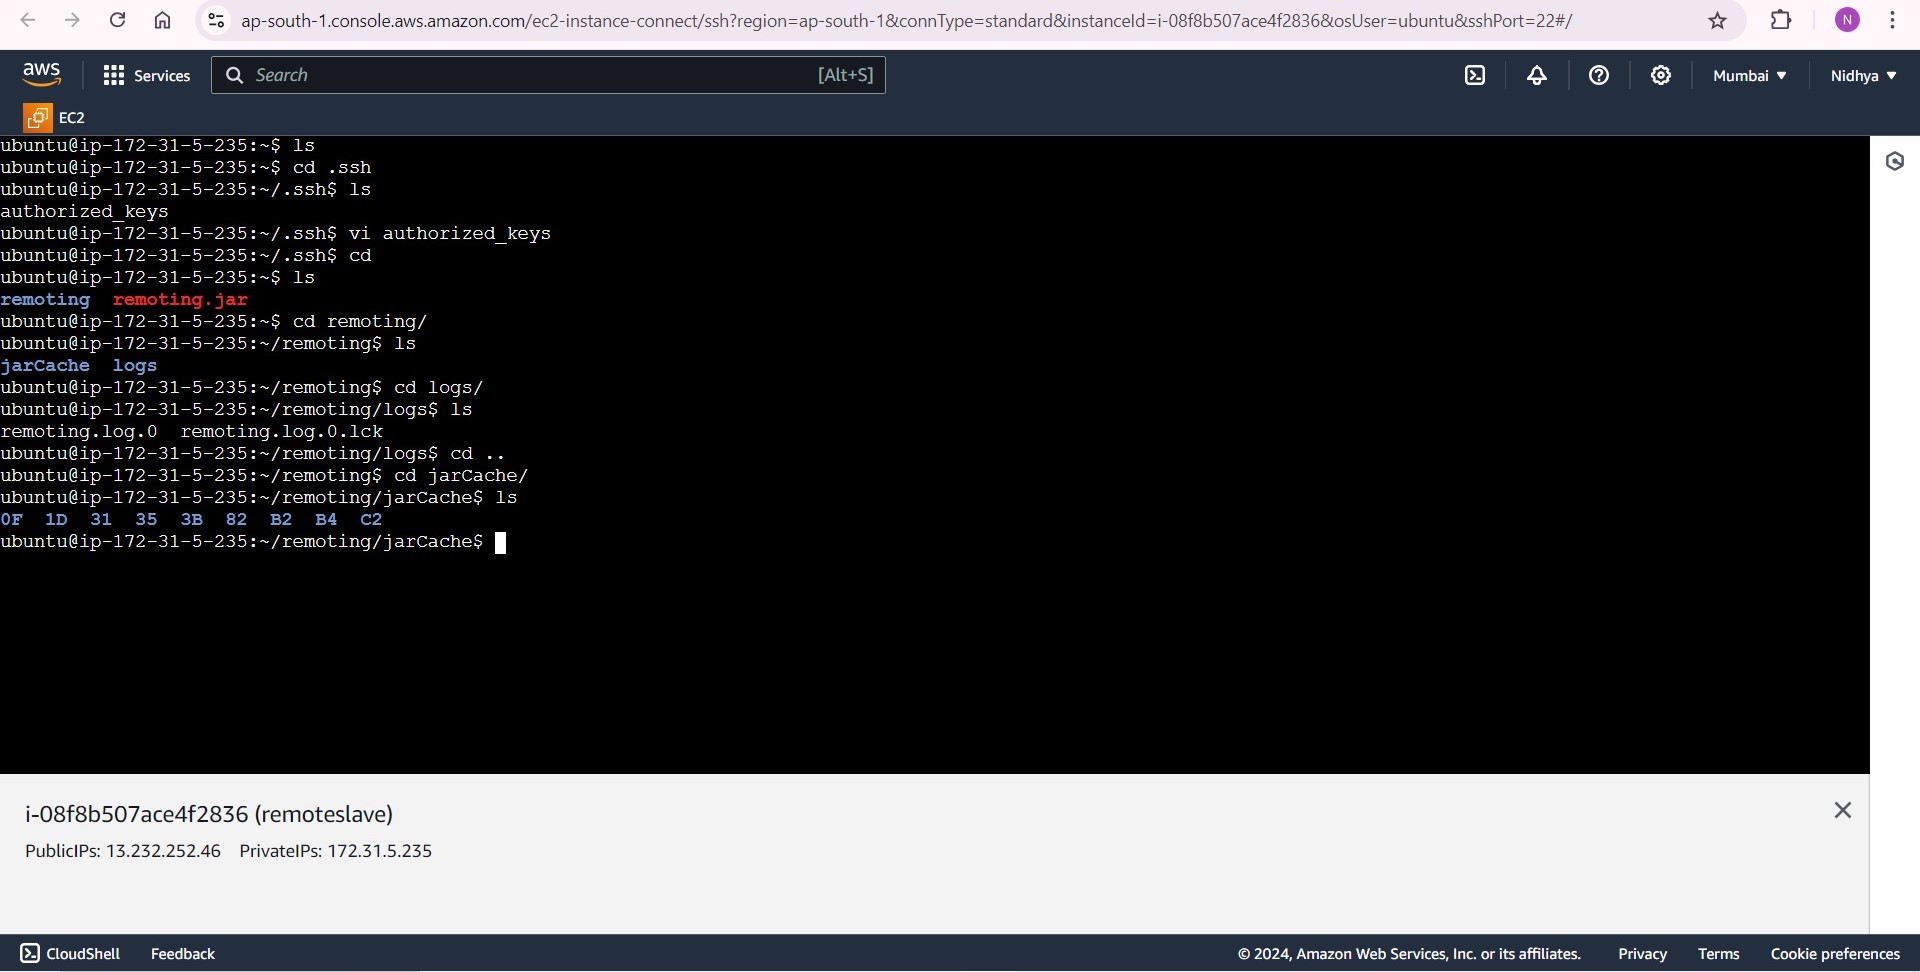 ap-south-1.console.aws.amazon.com/ec2-instance-connect/ssh?region=ap-south-1&connType=standard&instanceId=i-08f8b507ace4f2836&osUser=ubuntu&sshPort=22#/
N
aws
Services
Search
[Alt+S]
Mumbai ▼
Nidhya ▼
EC2
ubuntu@ip-172-31-5-235:~$ ls
ubuntu@ip-172-31-5-235:~$ cd .ssh
ubuntu@ip-172-31-5-235:~/.ssh$ ls
authorized_keys
ubuntu@ip-172-31-5-235:~/.ssh$ vi authorized_keys
ubuntu@ip-172-31-5-235:~/.ssh$ cd
ubuntu@ip-172-31-5-235:~$ ls
remoting  remoting.jar
ubuntu@ip-172-31-5-235:~$ cd remoting/
ubuntu@ip-172-31-5-235:~/remoting$ ls
jarCache  logs
ubuntu@ip-172-31-5-235:~/remoting$ cd logs/
ubuntu@ip-172-31-5-235:~/remoting/logs$ ls
remoting.log.0  remoting.log.0.lck
ubuntu@ip-172-31-5-235:~/remoting/logs$ cd ..
ubuntu@ip-172-31-5-235:~/remoting$ cd jarCache/
ubuntu@ip-172-31-5-235:~/remoting/jarCache$ ls
0F  1D  31  35  3B  82  B2  B4  C2
ubuntu@ip-172-31-5-235:~/remoting/jarCache$
i-08f8b507ace4f2836 (remoteslave)
PublicIPs: 13.232.252.46   PrivateIPs: 172.31.5.235
CloudShell   Feedback   © 2024, Amazon Web Services, Inc. or its affiliates.   Privacy   Terms   Cookie preferences